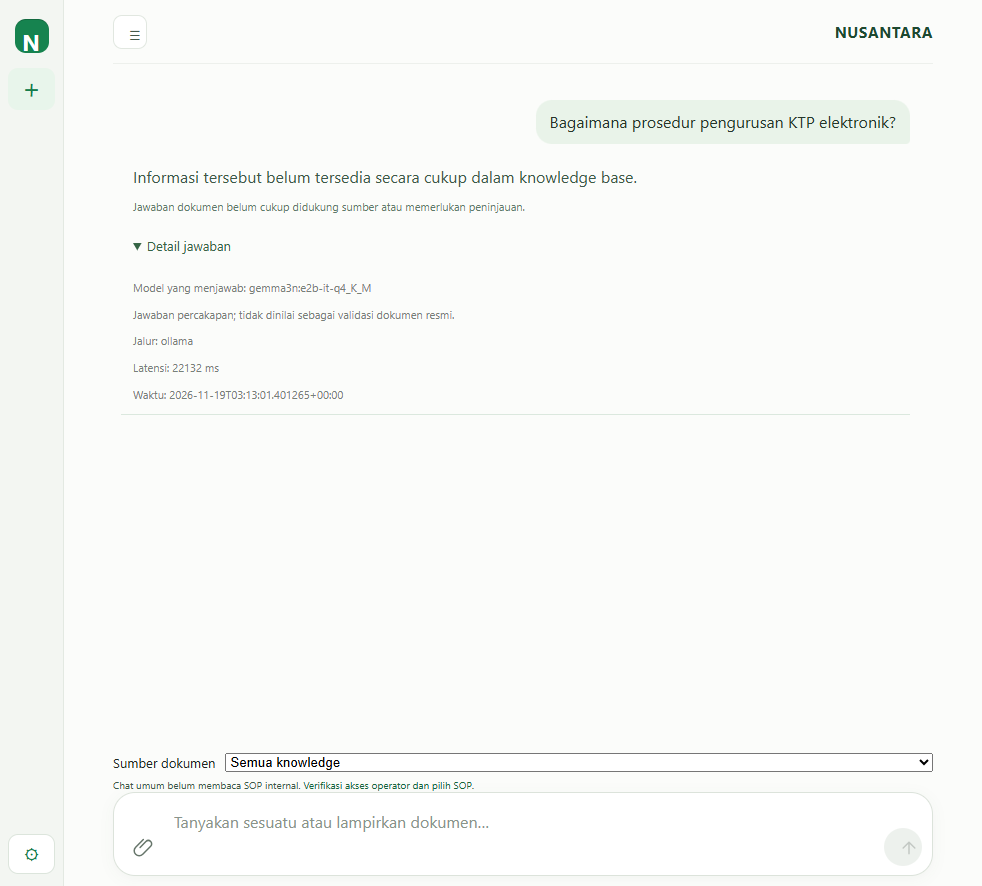 N
NUSANTARA
+
Bagaimana prosedur pengurusan KTP elektronik?
Informasi tersebut belum tersedia secara cukup dalam knowledge base.
Jawaban dokumen belum cukup didukung sumber atau memerlukan peninjauan.
▼ Detail jawaban
Model yang menjawab: gemma3n:e2b-it-q4_K_M
Jawaban percakapan; tidak dinilai sebagai validasi dokumen resmi.
Jalur: ollama
Latensi: 22132 ms
Waktu: 2026-11-19T03:13:01.401265+00:00
Sumber dokumen Semua knowledge
Chat umum belum membaca SOP internal. Verifikasi akses operator dan pilih SOP.
Tanyakan sesuatu atau lampirkan dokumen...